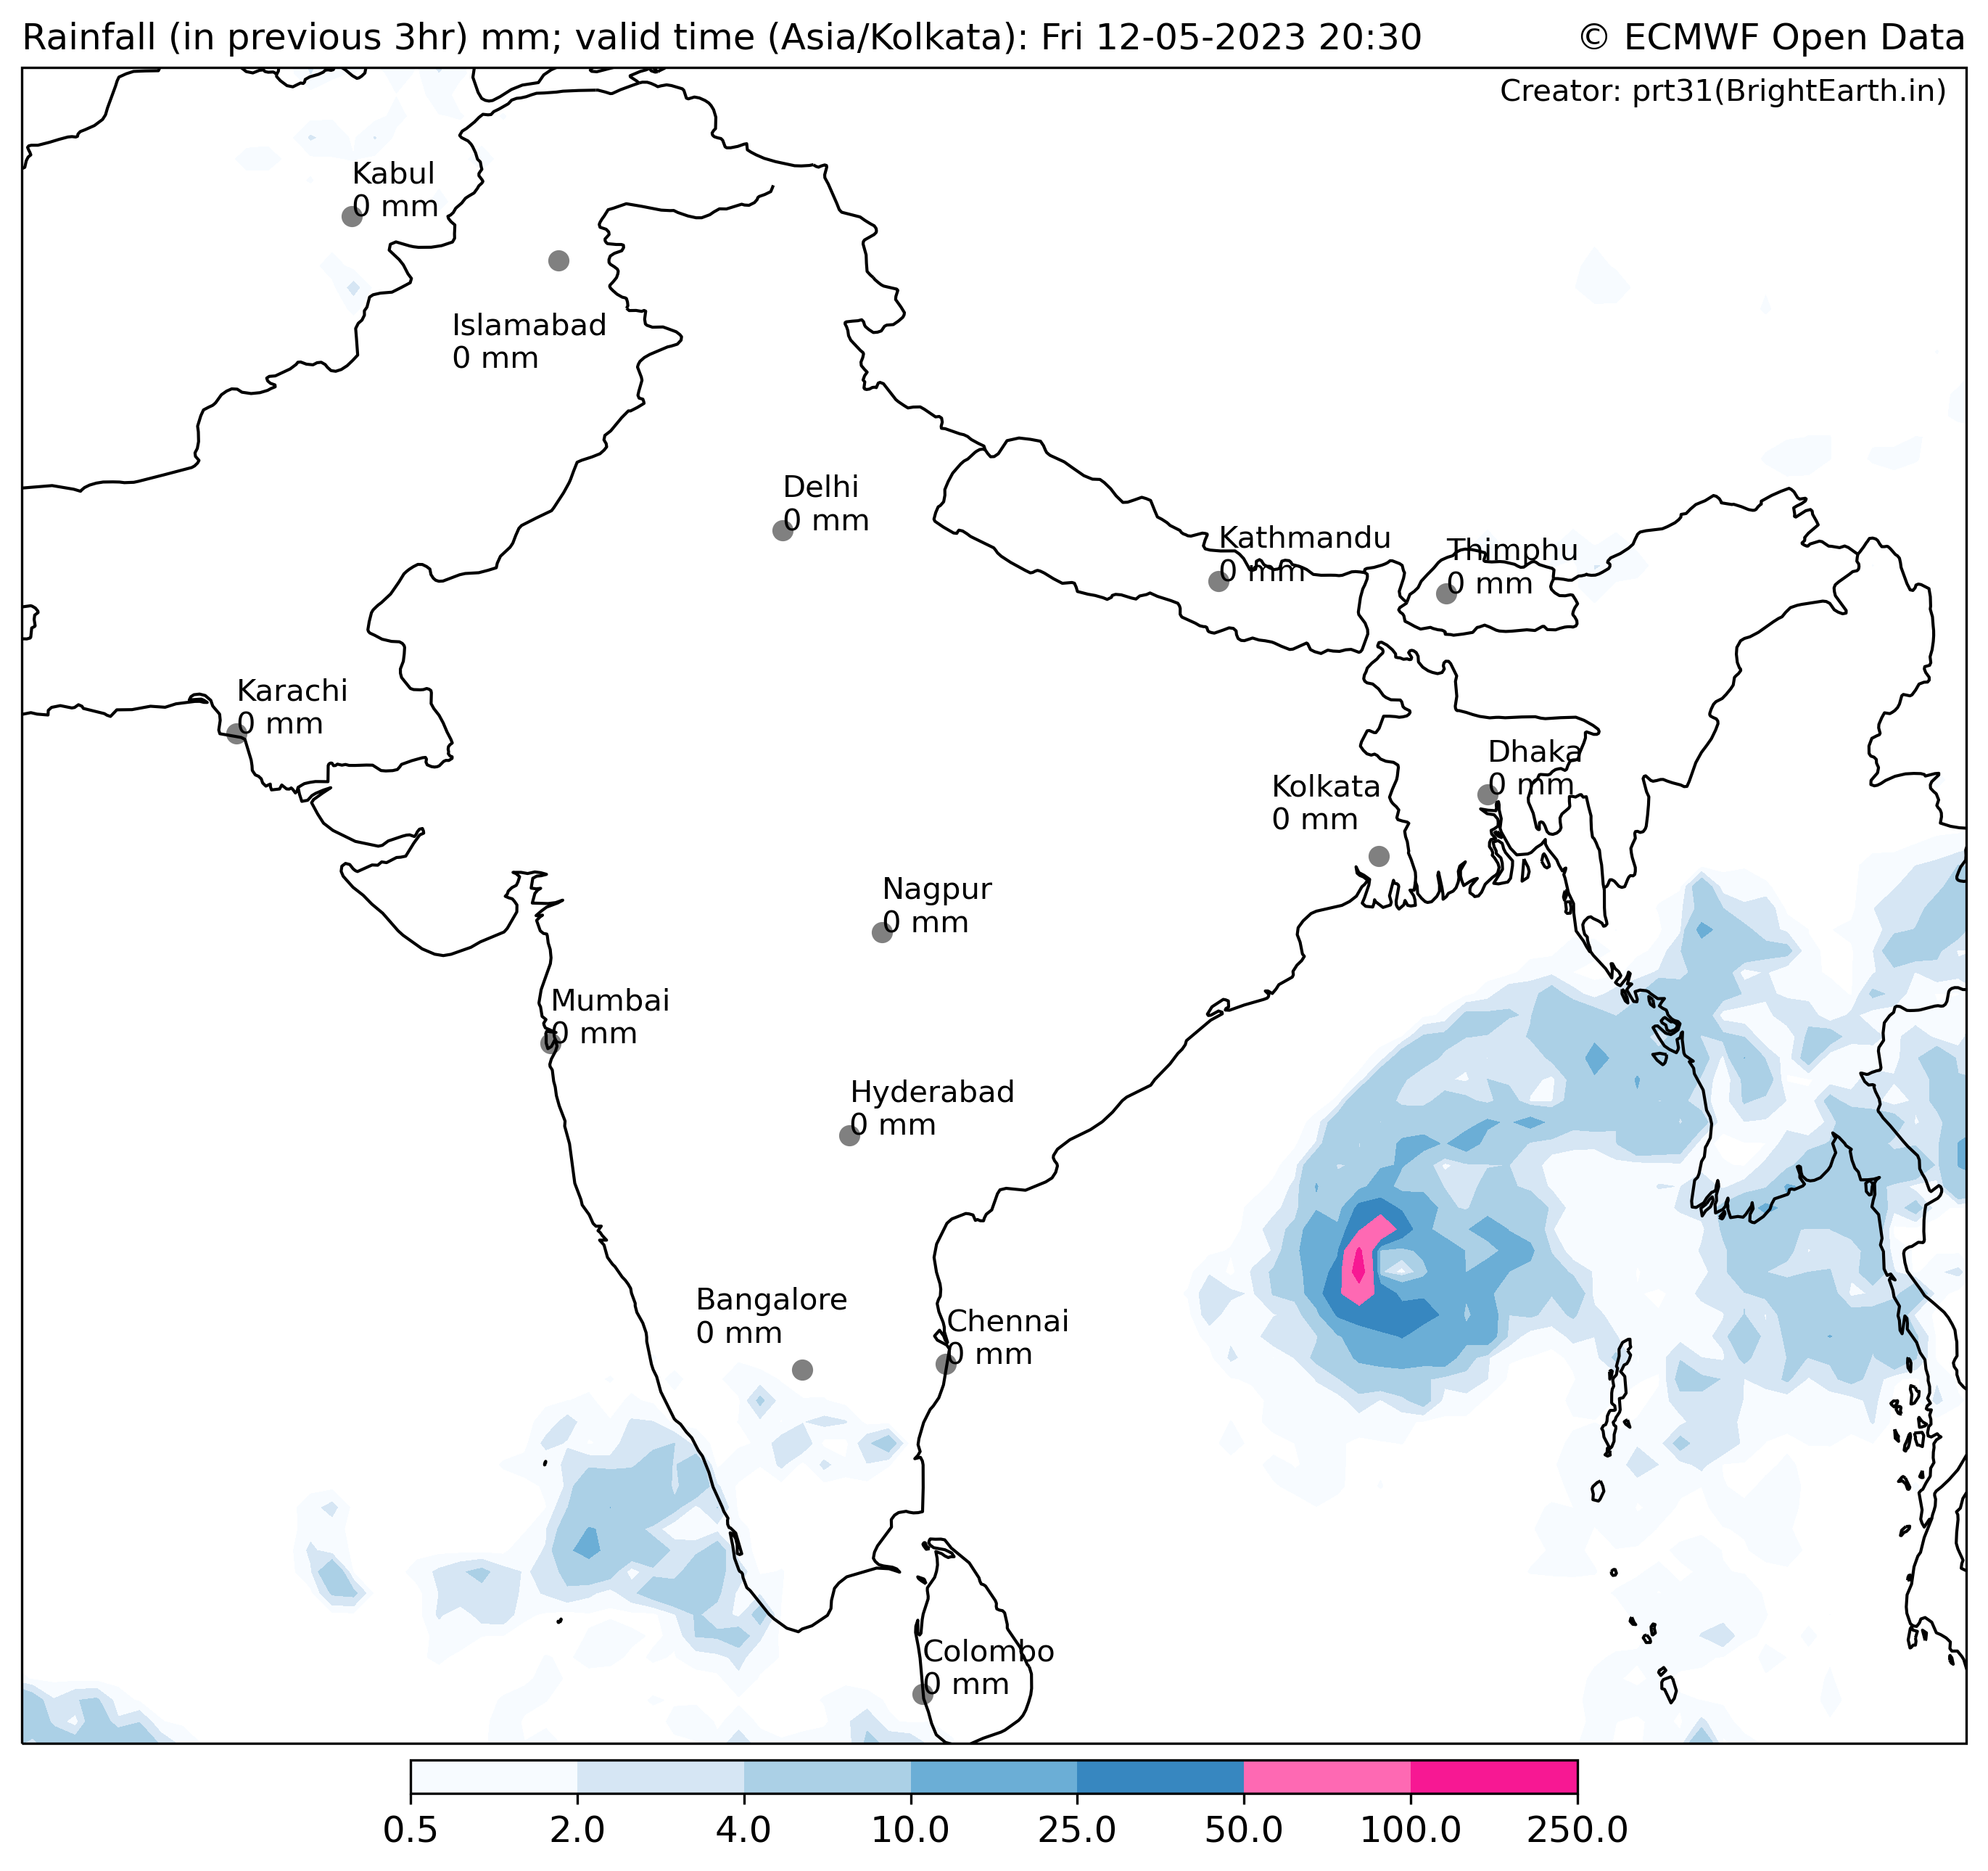 Rainfall (in previous 3hr) mm; valid time (Asia/Kolkata): Fri 12-05-2023 20:30
© ECMWF Open Data
Creator: prt31(BrightEarth.in)
Kabul
0 mm
Islamabad
0 mm
Delhi
0 mm
Kathmandu
0 mm
Thimphu
0 mm
Karachi
0 mm
Dhaka
0 mm
Kolkata
0 mm
Nagpur
0 mm
Mumbai
0 mm
Hyderabad
0 mm
Bangalore
0 mm
Chennai
0 mm
Colombo
0 mm
0.5 2.0 4.0 10.0 25.0 50.0 100.0 250.0